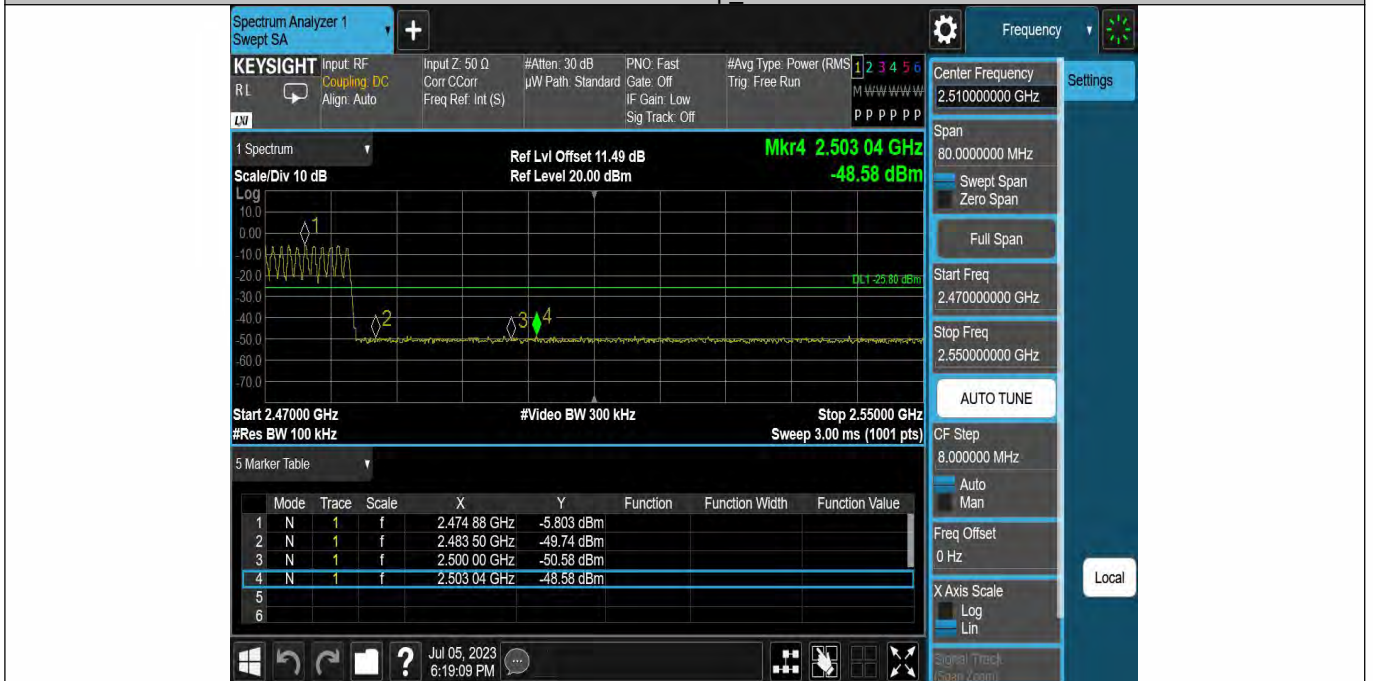 Spectrum Analyzer 1
Swept SA
+
Frequency
KEYSIGHT
RL
LXI
Input: RF
Coupling: DC
Align: Auto
Input Z: 50 Ω
Corr CCorr
Freq Ref: Int (S)
#Atten: 30 dB
µW Path: Standard
PNO: Fast
Gate: Off
IF Gain: Low
Sig Track: Off
#Avg Type: Power (RMS
Trig: Free Run
1 2 3 4 5 6
M W W W W W
P P P P P P
Center Frequency
2.510000000 GHz
Settings
1 Spectrum
Scale/Div 10 dB
Ref Lvl Offset 11.49 dB
Ref Level 20.00 dBm
Mkr4 2.503 04 GHz
-48.58 dBm
Log
10.0
0.00
-10.0
-20.0
-30.0
-40.0
-50.0
-60.0
-70.0
1
2
3
4
DL1 -25.80 dBm
Start 2.47000 GHz
#Res BW 100 kHz
#Video BW 300 kHz
Stop 2.55000 GHz
Sweep 3.00 ms (1001 pts)
Span
80.0000000 MHz
Swept Span
Zero Span
Full Span
Start Freq
2.470000000 GHz
Stop Freq
2.550000000 GHz
AUTO TUNE
CF Step
8.000000 MHz
Auto
Man
Freq Offset
0 Hz
X Axis Scale
Log
Lin
Signal Track
(Span Zoom)
Local
5 Marker Table
Mode Trace Scale X Y Function Function Width Function Value
1 N 1 f 2.474 88 GHz -5.803 dBm
2 N 1 f 2.483 50 GHz -49.74 dBm
3 N 1 f 2.500 00 GHz -50.58 dBm
4 N 1 f 2.503 04 GHz -48.58 dBm
5
6
?
Jul 05, 2023
6:19:09 PM